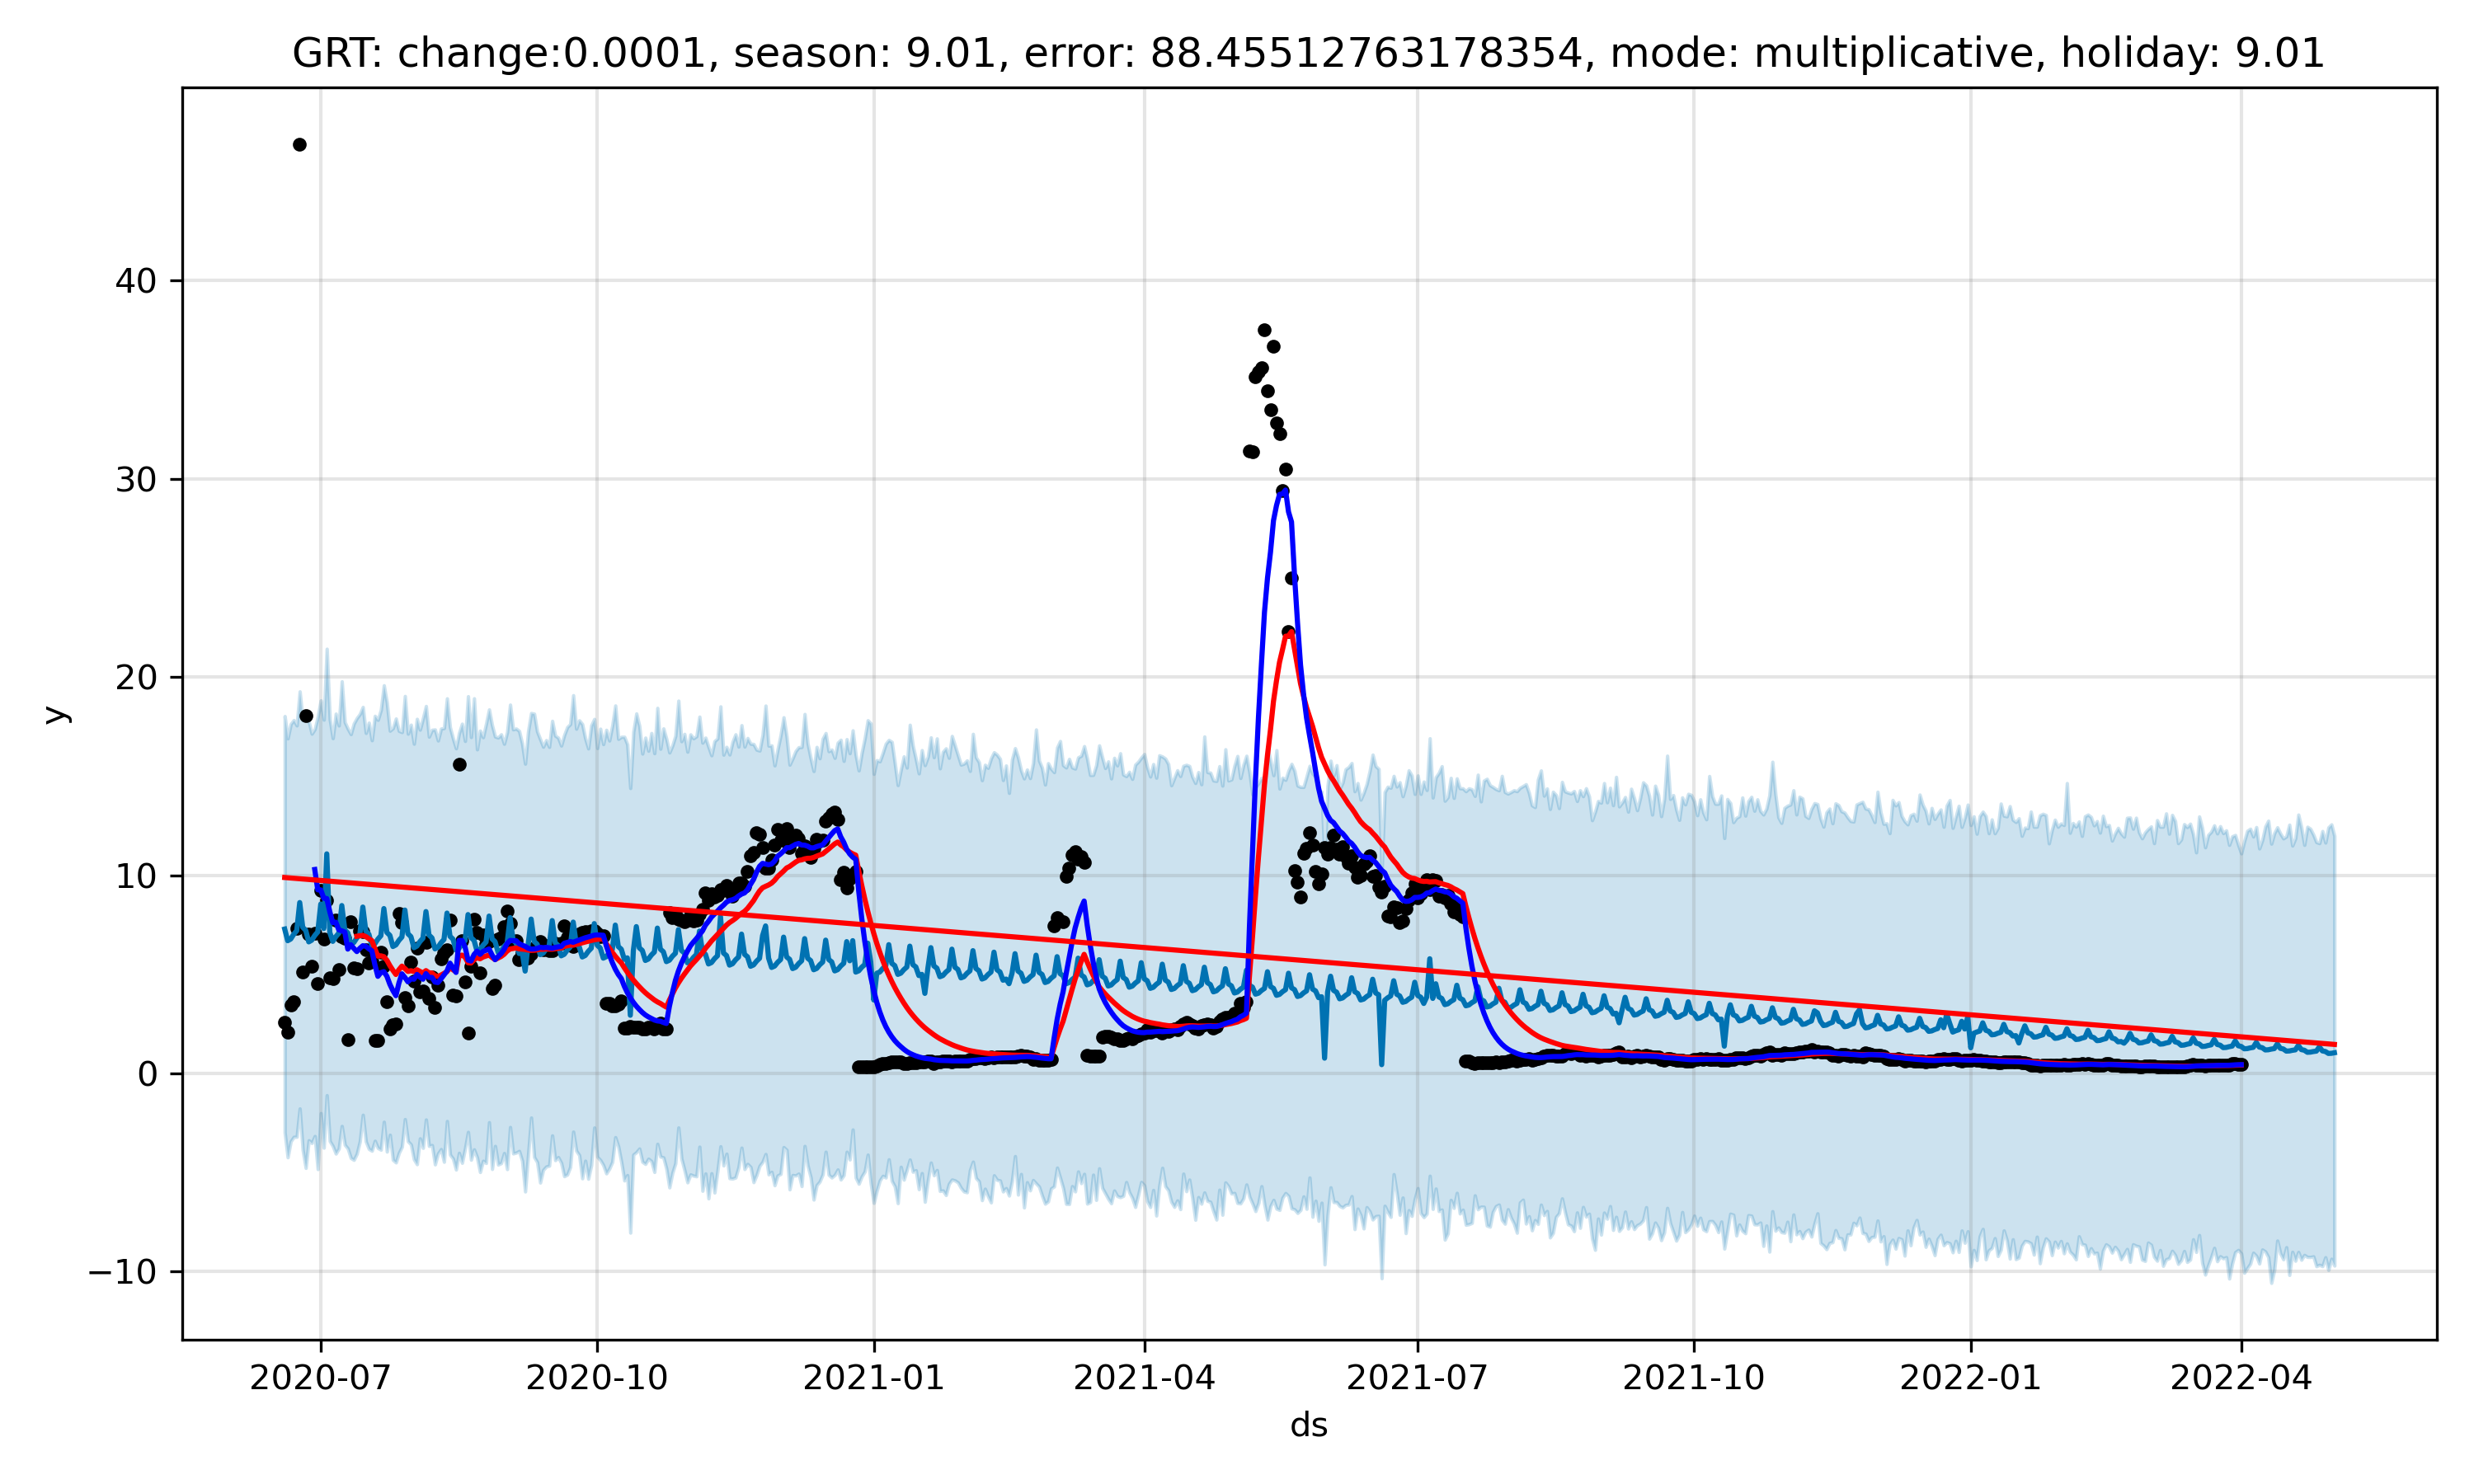 GRT: change:0.0001, season: 9.01, error: 88.45512763178354, mode: multiplicative, holiday: 9.01
40
30
20
10
0
−10
y
2020-07 2020-10 2021-01 2021-04 2021-07 2021-10 2022-01 2022-04
ds